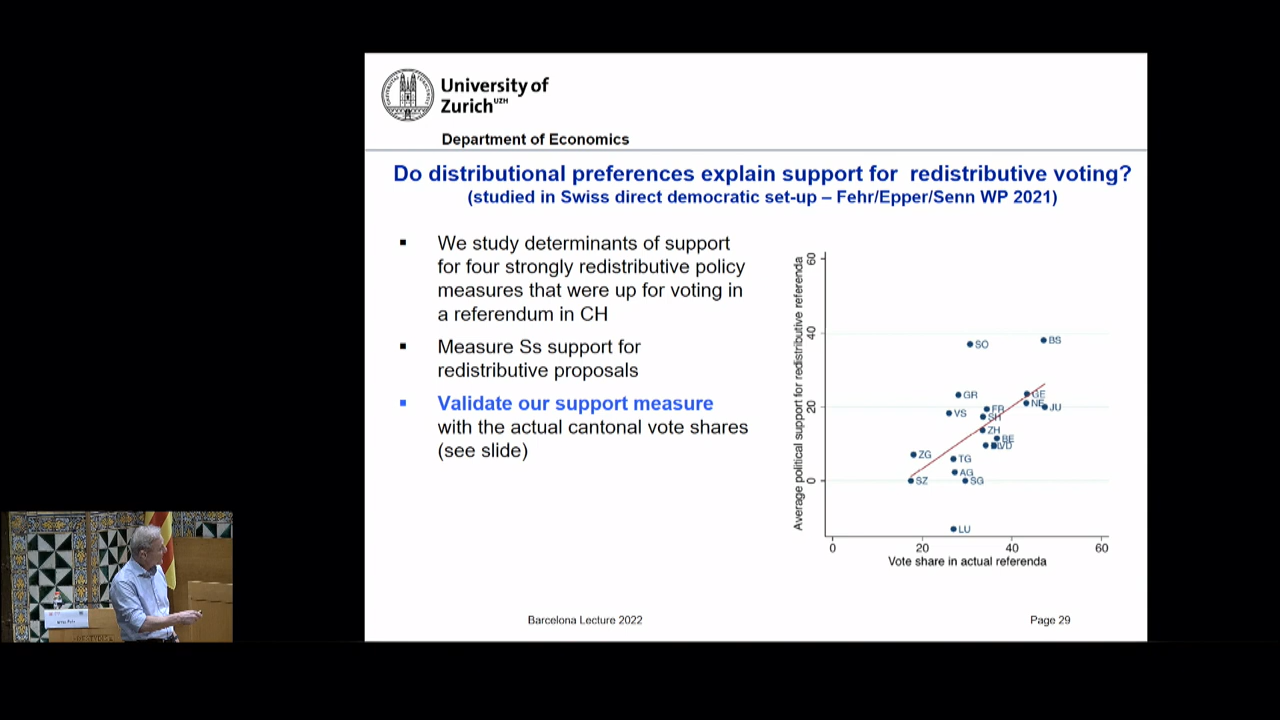 University of
Zurich UZH
Department of Economics
Do distributional preferences explain support for redistributive voting?
(studied in Swiss direct democratic set-up – Fehr/Epper/Senn WP 2021)
▪ We study determinants of support
for four strongly redistributive policy
measures that were up for voting in
a referendum in CH
▪ Measure Ss support for
redistributive proposals
▪ Validate our support measure
with the actual cantonal vote shares
(see slide)
Average political support for redistributive referenda
60
40
20
0
SO
BS
GR
GE
NE
JU
VS
FR
SH
ZH
BE
VD
ZG
TG
AG
SZ
SG
LU
0 20 40 60
Vote share in actual referenda
Barcelona Lecture 2022
Page 29